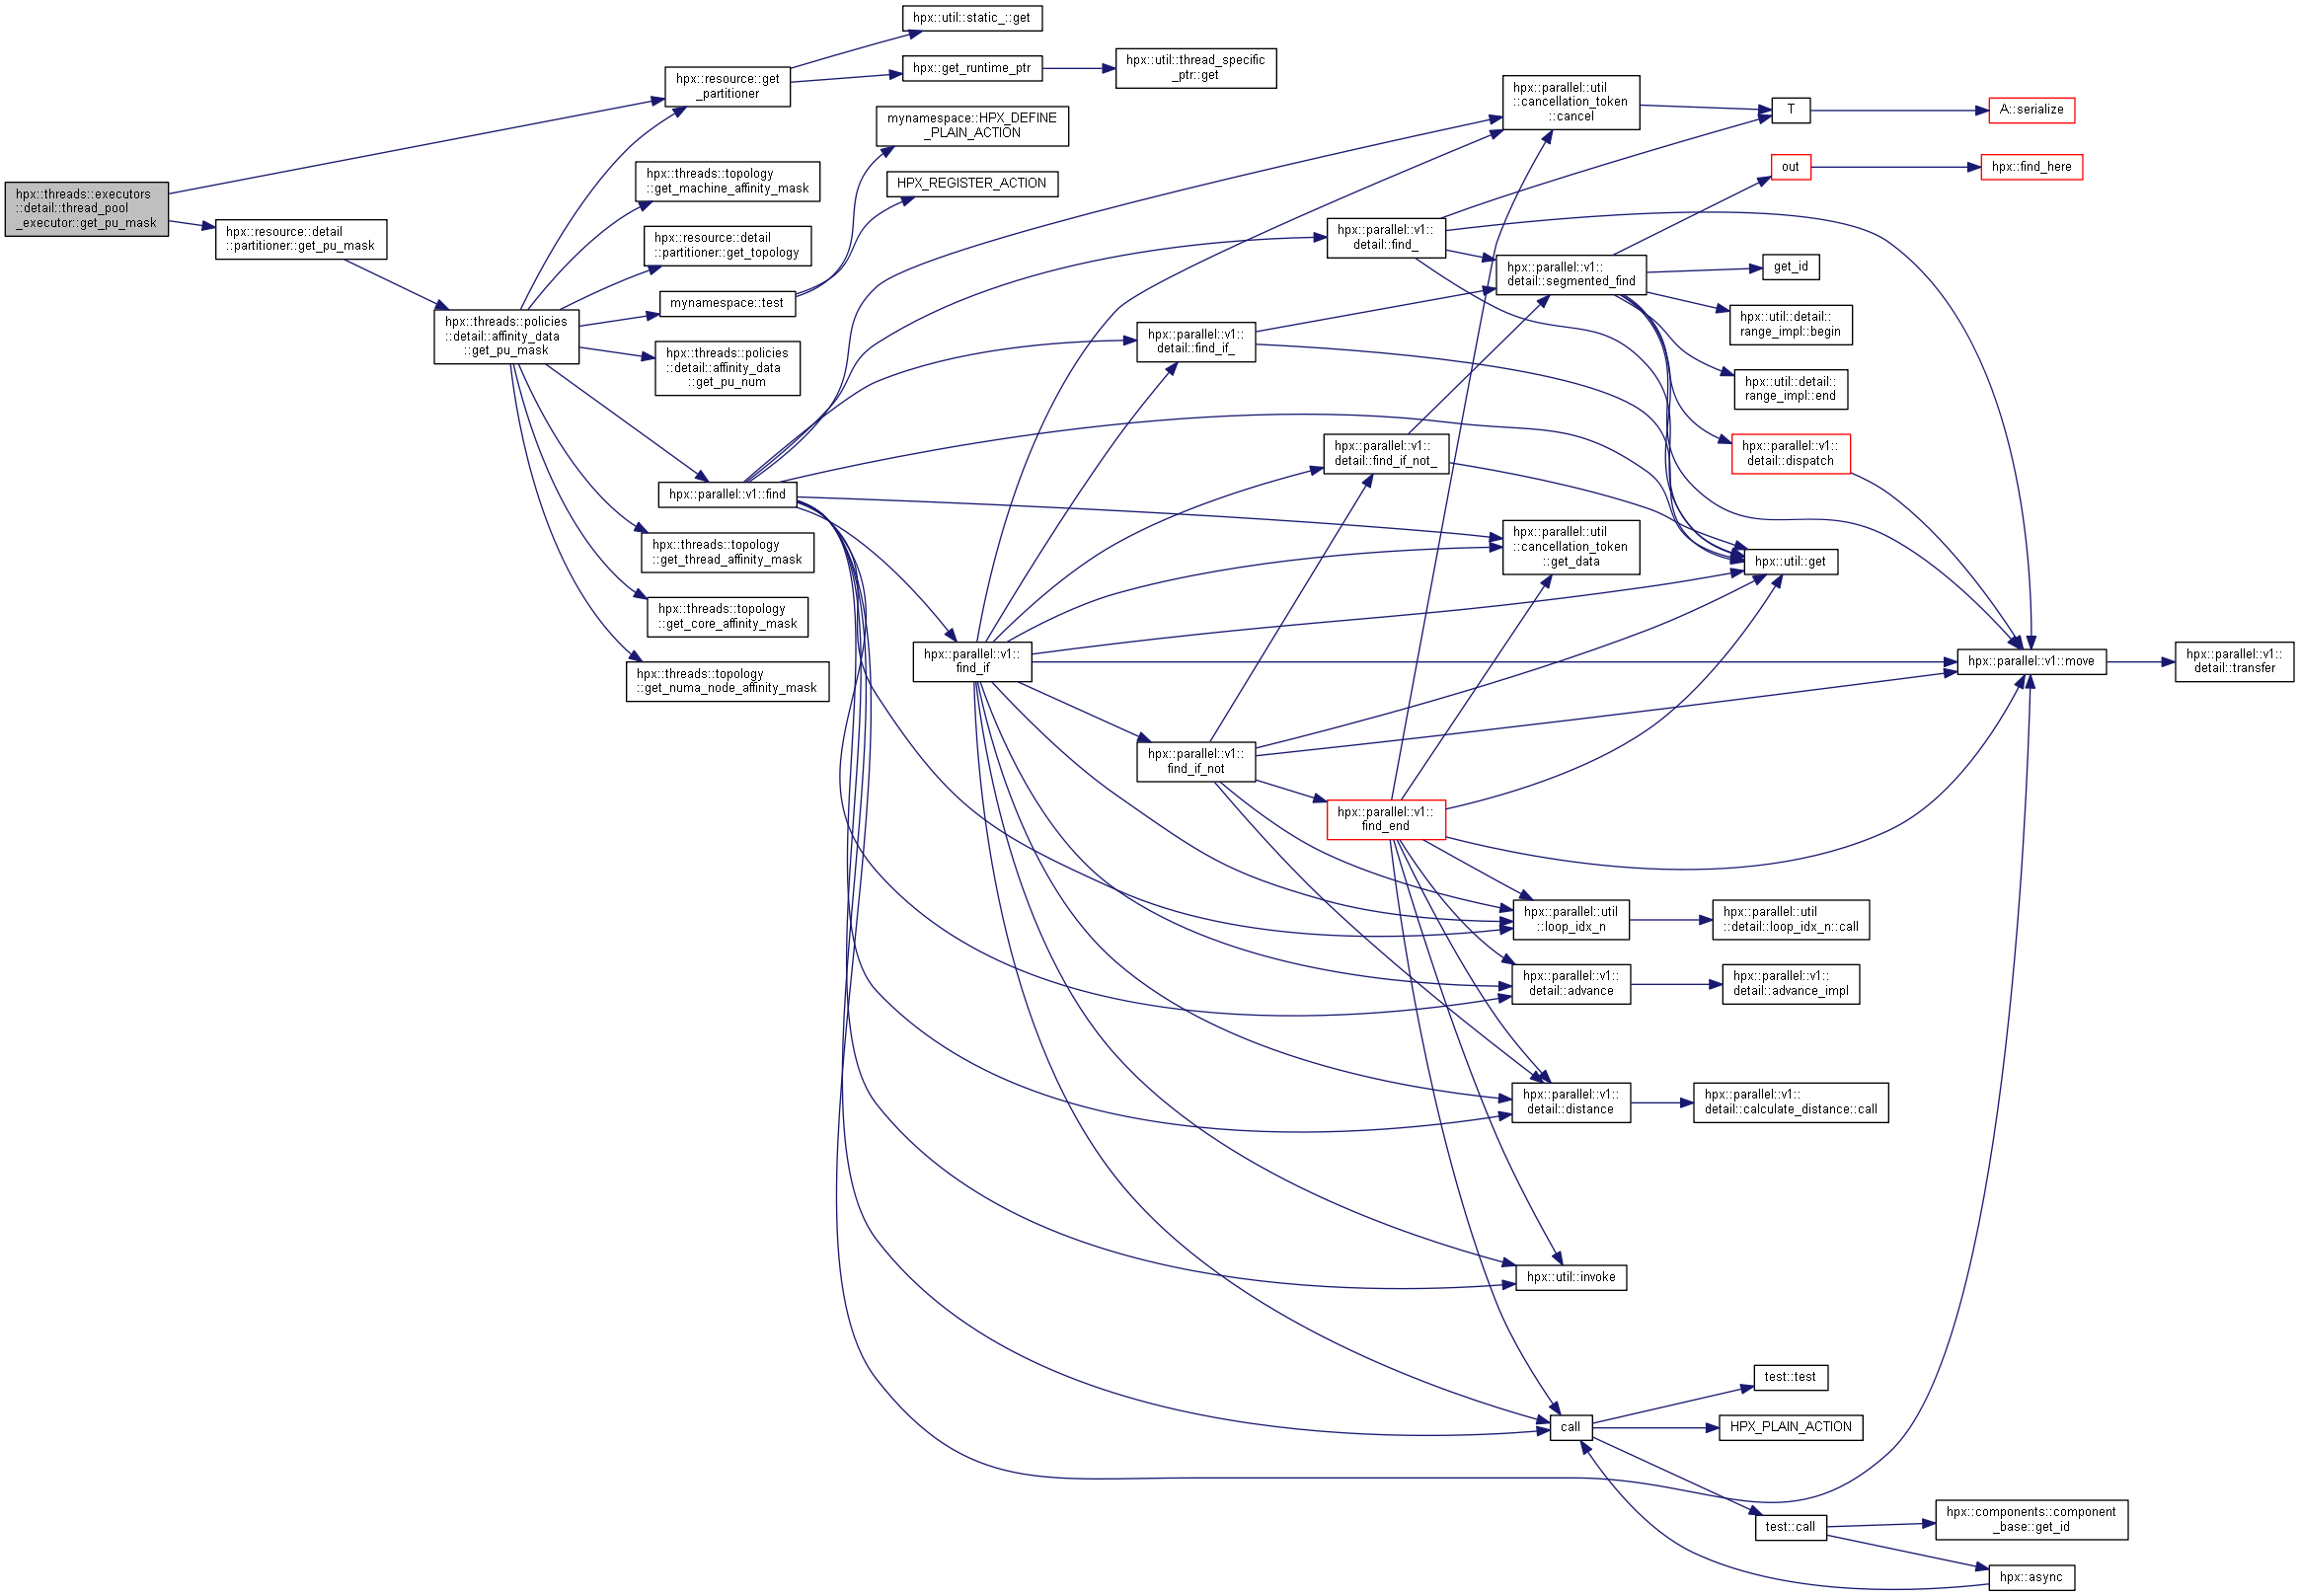 hpx::threads::executors
::detail::thread_pool
_executor::get_pu_mask
hpx::resource::get
_partitioner
hpx::resource::detail
::partitioner::get_pu_mask
hpx::util::static_::get
hpx::get_runtime_ptr
hpx::util::thread_specific
_ptr::get
hpx::threads::policies
::detail::affinity_data
::get_pu_mask
hpx::threads::topology
::get_machine_affinity_mask
hpx::resource::detail
::partitioner::get_topology
mynamespace::test
mynamespace::HPX_DEFINE
_PLAIN_ACTION
HPX_REGISTER_ACTION
hpx::threads::policies
::detail::affinity_data
::get_pu_num
hpx::parallel::v1::find
hpx::threads::topology
::get_thread_affinity_mask
hpx::threads::topology
::get_core_affinity_mask
hpx::threads::topology
::get_numa_node_affinity_mask
hpx::parallel::util
::cancellation_token
::cancel
T
A::serialize
out
hpx::find_here
hpx::parallel::v1::
detail::find_
hpx::parallel::v1::
detail::segmented_find
get_id
hpx::util::detail::
range_impl::begin
hpx::parallel::v1::
detail::find_if_
hpx::util::detail::
range_impl::end
hpx::parallel::v1::
detail::find_if_not_
hpx::parallel::v1::
detail::dispatch
hpx::parallel::util
::cancellation_token
::get_data
hpx::util::get
hpx::parallel::v1::
find_if
hpx::parallel::v1::move
hpx::parallel::v1::
detail::transfer
hpx::parallel::v1::
find_if_not
hpx::parallel::v1::
find_end
hpx::parallel::util
::loop_idx_n
hpx::parallel::util
::detail::loop_idx_n::call
hpx::parallel::v1::
detail::advance
hpx::parallel::v1::
detail::advance_impl
hpx::parallel::v1::
detail::distance
hpx::parallel::v1::
detail::calculate_distance::call
hpx::util::invoke
call
test::test
HPX_PLAIN_ACTION
test::call
hpx::components::component
_base::get_id
hpx::async